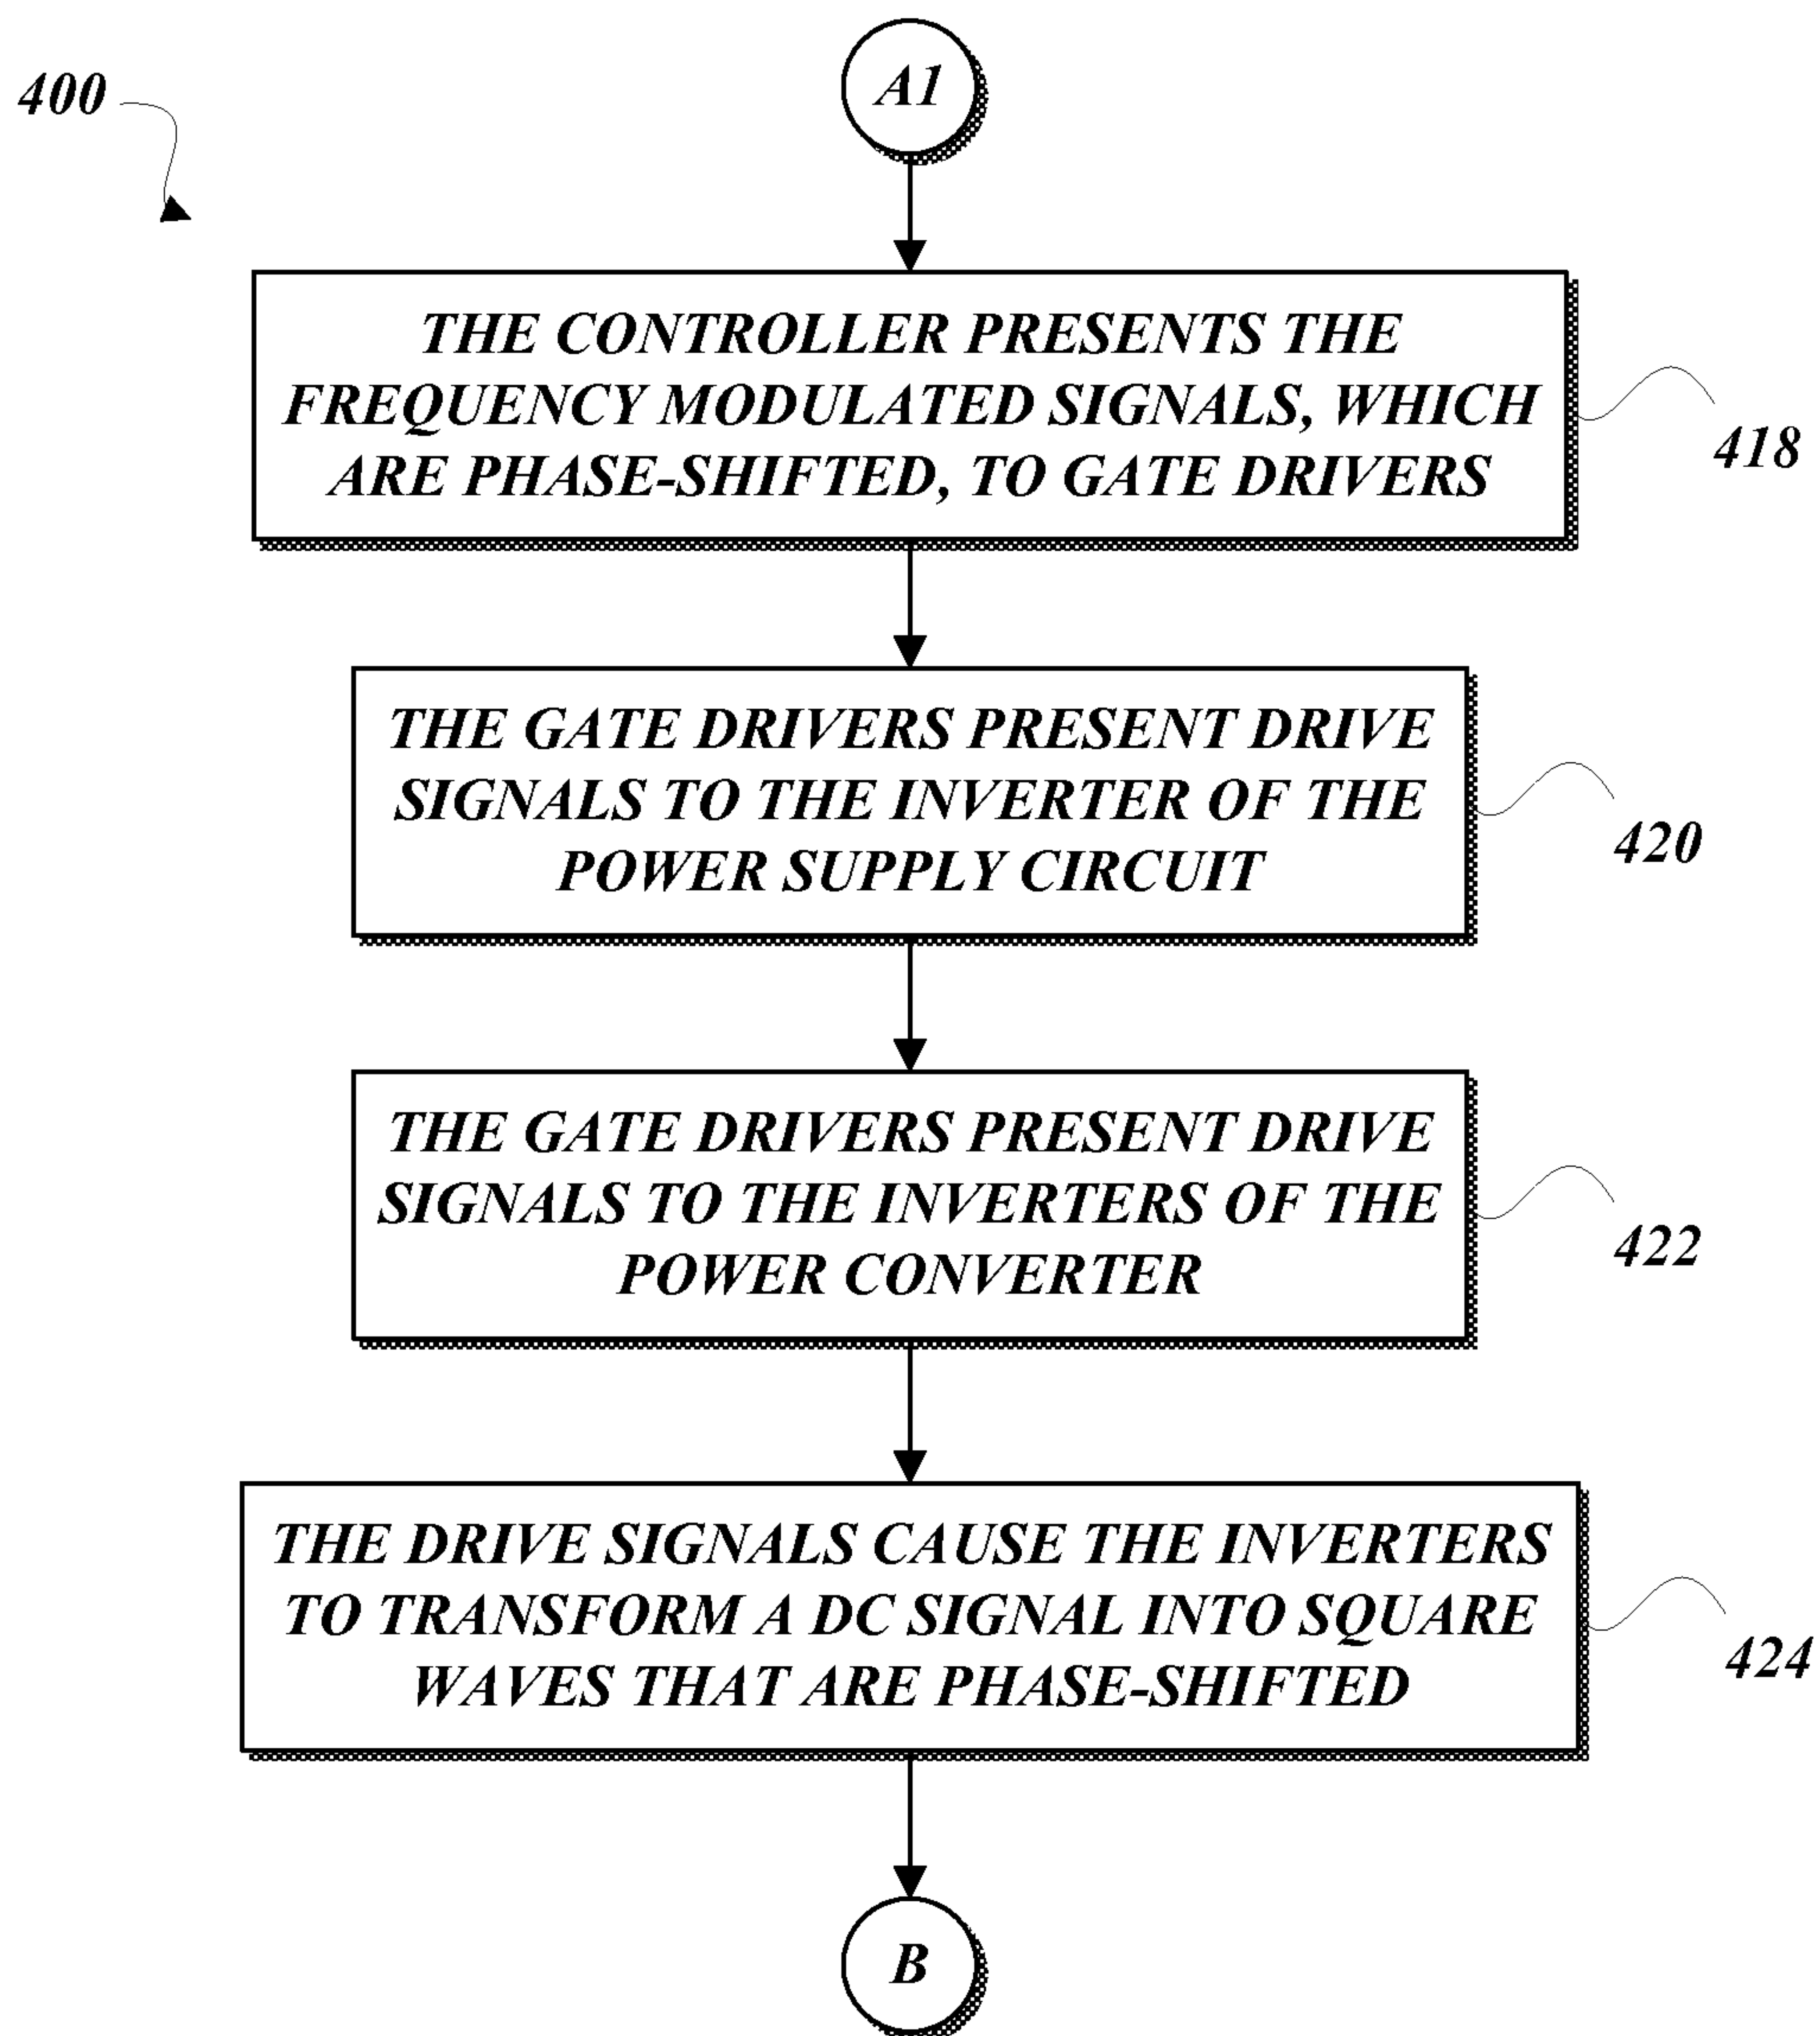 A1
400
THE CONTROLLER PRESENTS THE
FREQUENCY MODULATED SIGNALS, WHICH
ARE PHASE-SHIFTED, TO GATE DRIVERS
418
THE GATE DRIVERS PRESENT DRIVE
SIGNALS TO THE INVERTER OF THE
POWER SUPPLY CIRCUIT
420
THE GATE DRIVERS PRESENT DRIVE
SIGNALS TO THE INVERTERS OF THE
POWER CONVERTER
422
THE DRIVE SIGNALS CAUSE THE INVERTERS
TO TRANSFORM A DC SIGNAL INTO SQUARE
WAVES THAT ARE PHASE-SHIFTED
424
B